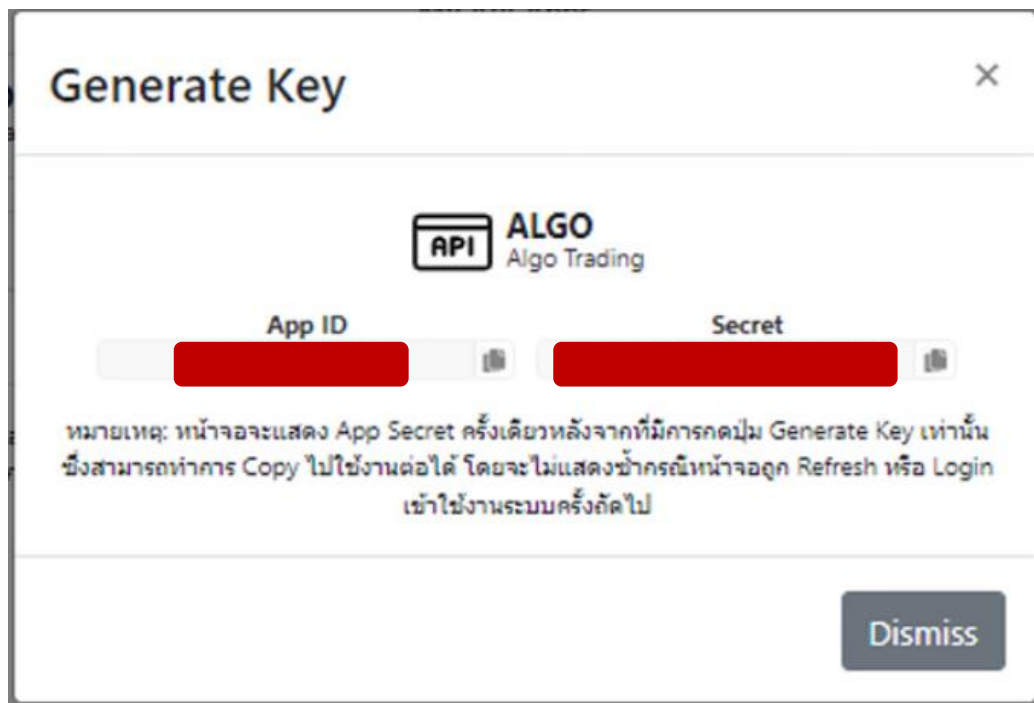 Generate Key
API
ALGO
Algo Trading
App ID
Secret
หมายเหตุ: หน้าจอจะแสดง App Secret ครั้งเดียวหลังจากที่มีการกดปุ่ม Generate Key เท่านั้น
ซึ่งสามารถทำการ Copy ไปใช้งานต่อได้ โดยจะไม่แสดงซ้ำกรณีหน้าจอถูก Refresh หรือ Login
เข้าใช้งานระบบครั้งถัดไป
Dismiss